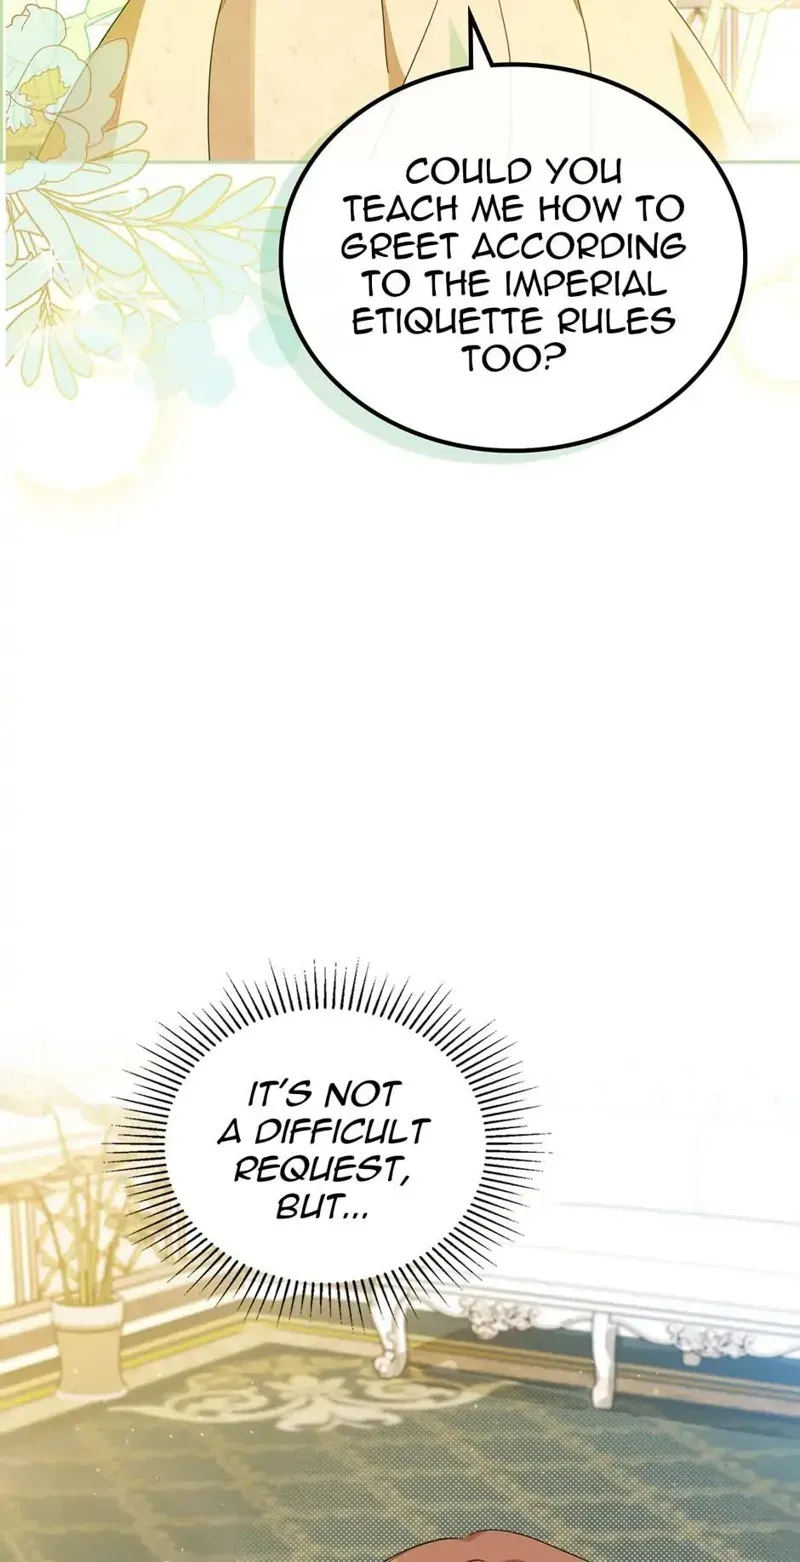 COULD YOU
TEACH ME HOW TO
GREET ACCORDING
TO THE IMPERIAL
ETIQUETTE RULES
TOO?
IT'S NOT
A DIFFICULT
REQUEST,
BUT...